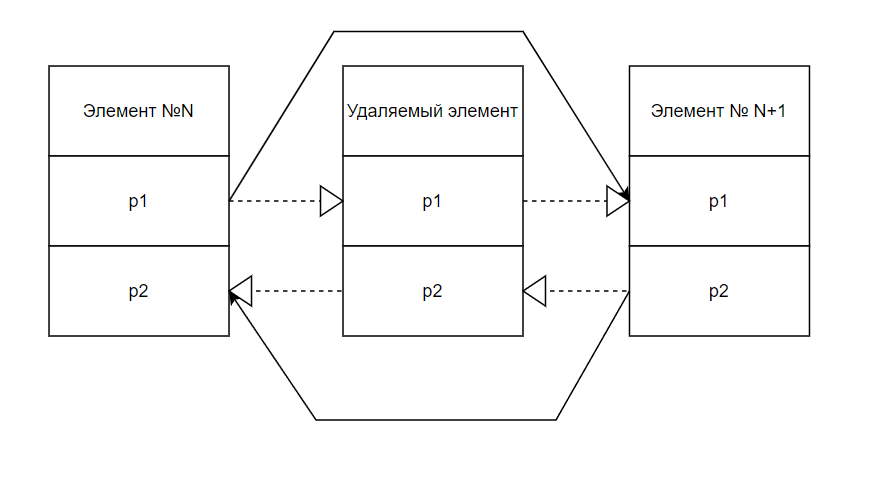 Элемент №N
Удаляемый элемент
Элемент № N+1
p1
p1
p1
p2
p2
p2